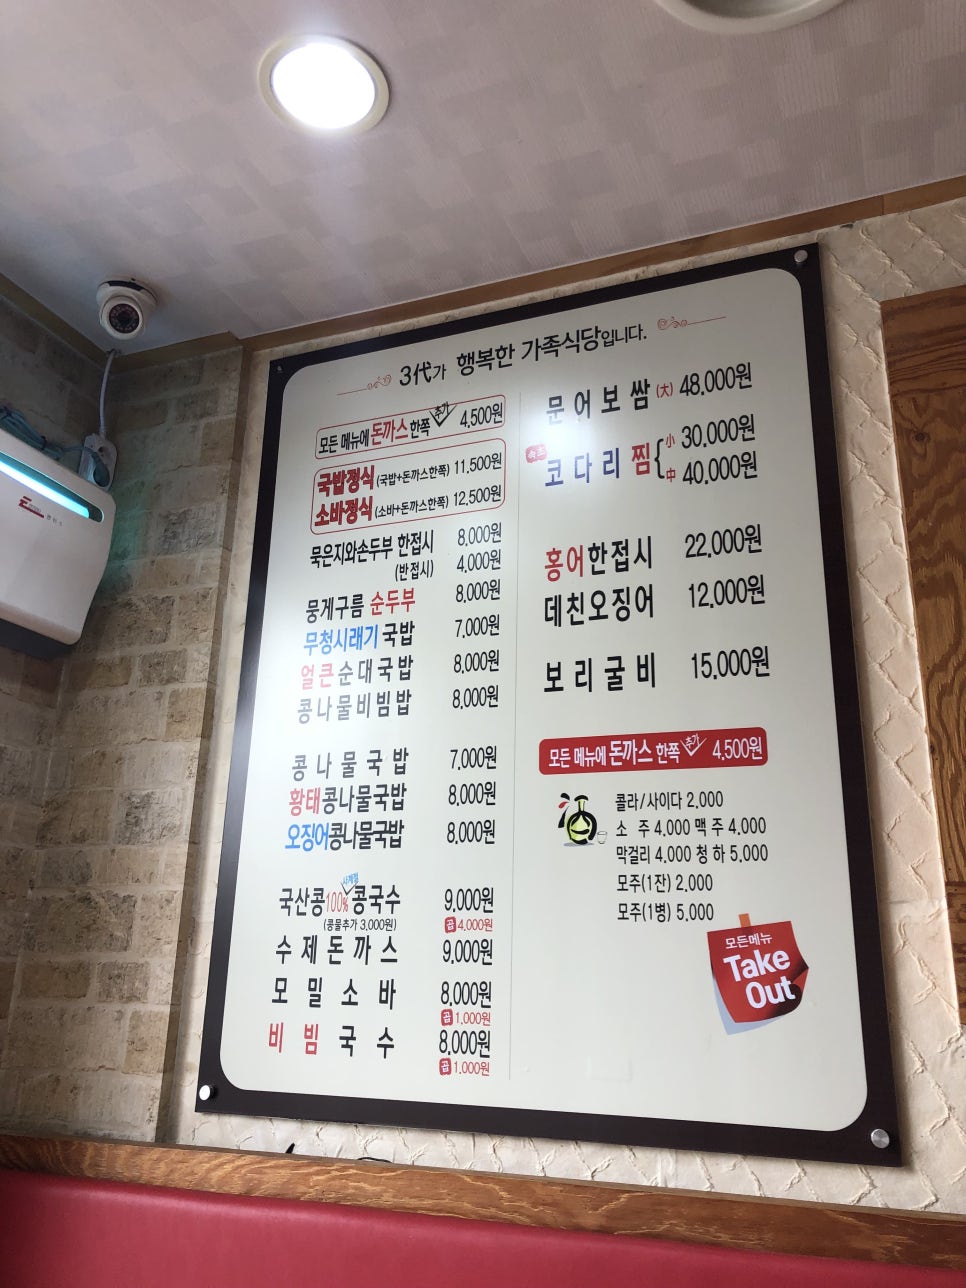 3代가 행복한 가족식당입니다.
모든 메뉴에 돈까스 한쪽 추가 4,500원
국밥정식 (국밥+돈까스한쪽) 11,500원
소바정식 (소바+돈까스한쪽) 12,500원
묵은지와손두부 한접시 8,000원
(반접시) 4,000원
뭉게구름 순두부 8,000원
무청시래기 국밥 7,000원
얼큰순대국밥 8,000원
콩나물비빔밥 8,000원
콩나물국밥 7,000원
황태콩나물국밥 8,000원
오징어콩나물국밥 8,000원
국산콩100% 콩국수 사계절 9,000원
(콩물추가 3,000원) 곱 4,000원
수제돈까스 9,000원
모밀소바 8,000원
곱 1,000원
비빔국수 8,000원
곱 1,000원
문어보쌈 (大) 48,000원
속초 코다리찜 小 30,000원
中 40,000원
홍어한접시 22,000원
데친오징어 12,000원
보리굴비 15,000원
모든 메뉴에 돈까스 한쪽 추가 4,500원
콜라/사이다 2,000
소주 4,000 맥주 4,000
막걸리 4,000 청하 5,000
모주(1잔) 2,000
모주(1병) 5,000
모든메뉴
Take
Out